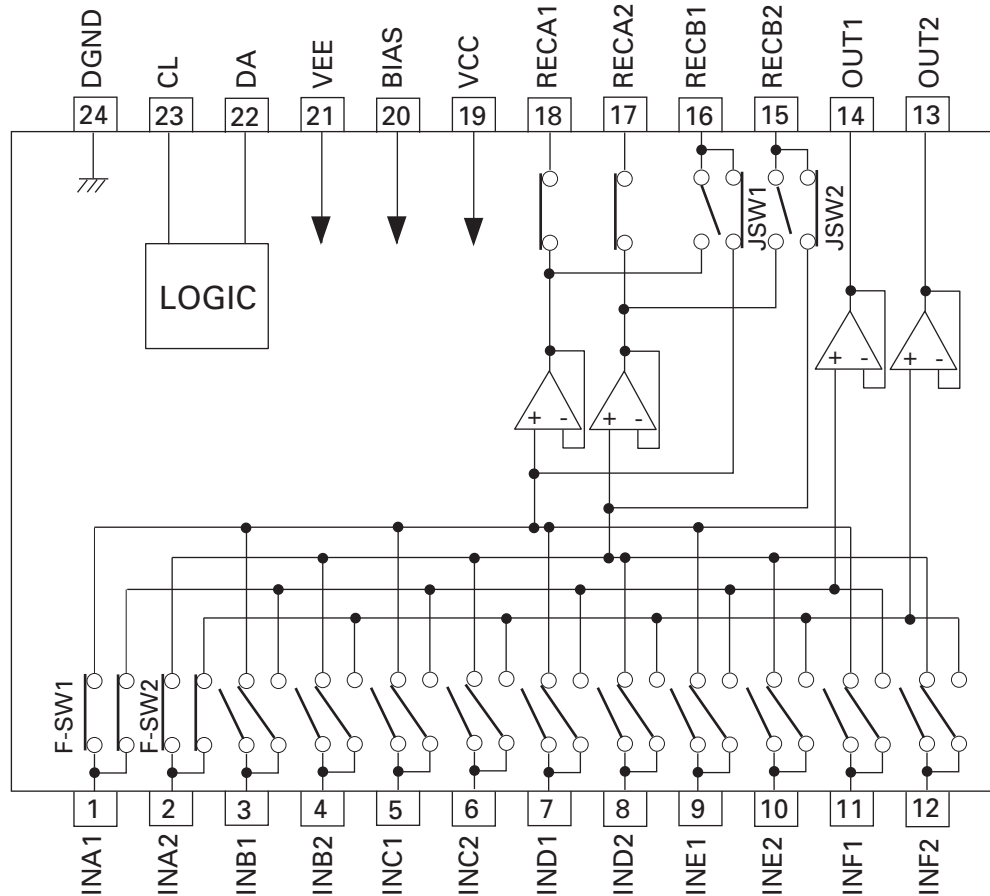 DGND CL DA VEE BIAS VCC RECA1 RECA2 RECB1 RECB2 OUT1 OUT2
24 23 22 21 20 19 18 17 16 15 14 13
JSW1 JSW2
LOGIC
+ - + -
+ - + -
F-SW1 F-SW2
1 2 3 4 5 6 7 8 9 10 11 12
INA1 INA2 INB1 INB2 INC1 INC2 IND1 IND2 INE1 INE2 INF1 INF2